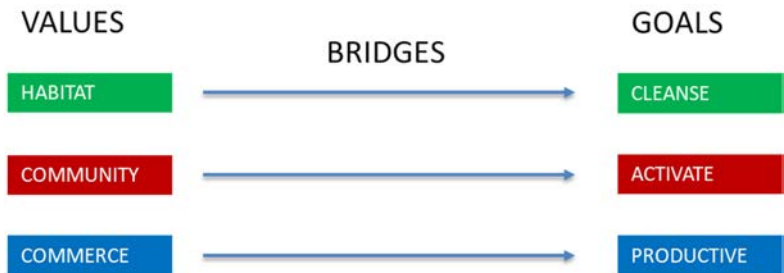 VALUES
GOALS
BRIDGES
HABITAT
CLEANSE
COMMUNITY
ACTIVATE
COMMERCE
PRODUCTIVE